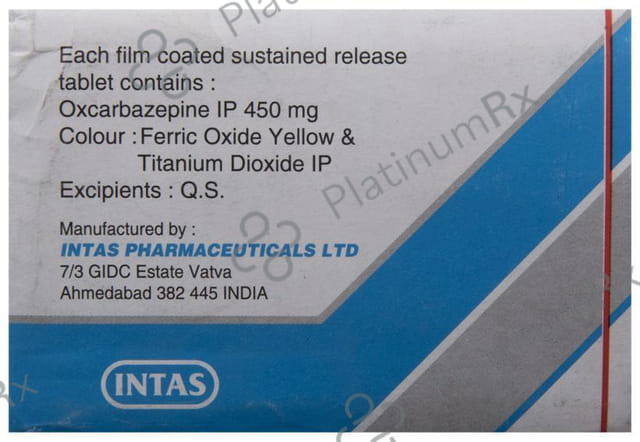 Each film coated sustained release
tablet contains :
Oxcarbazepine IP 450 mg
Colour : Ferric Oxide Yellow &
Titanium Dioxide IP
Excipients : Q.S.
Manufactured by :
INTAS PHARMACEUTICALS LTD
7/3 GIDC Estate Vatva
Ahmedabad 382 445 INDIA
INTAS
PlatinumRx